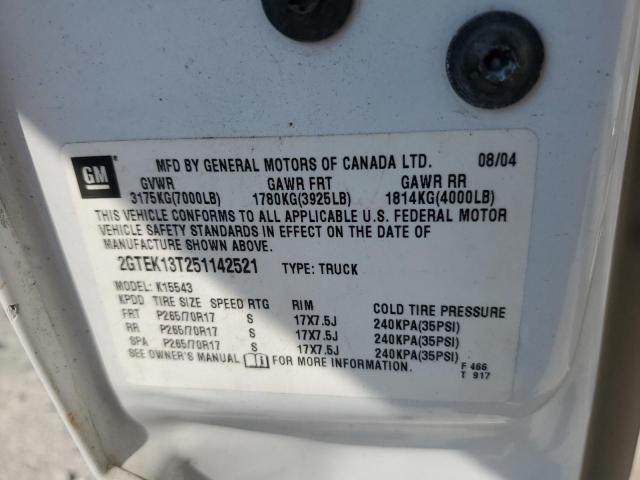 GM
MFD BY GENERAL MOTORS OF CANADA LTD. 08/04
GVWR GAWR FRT GAWR RR
3175KG(7000LB) 1780KG(3925LB) 1814KG(4000LB)
THIS VEHICLE CONFORMS TO ALL APPLICABLE U.S. FEDERAL MOTOR
VEHICLE SAFETY STANDARDS IN EFFECT ON THE DATE OF
MANUFACTURE SHOWN ABOVE.
2GTEK13T251142521 TYPE: TRUCK
MODEL: K15543
KPDD TIRE SIZE SPEED RTG RIM COLD TIRE PRESSURE
FRT P265/70R17 S 17X7.5J 240KPA(35PSI)
RR P265/70R17 S 17X7.5J 240KPA(35PSI)
SPA P265/70R17 S 17X7.5J 240KPA(35PSI)
SEE OWNER'S MANUAL FOR MORE INFORMATION.
F 466
T 917